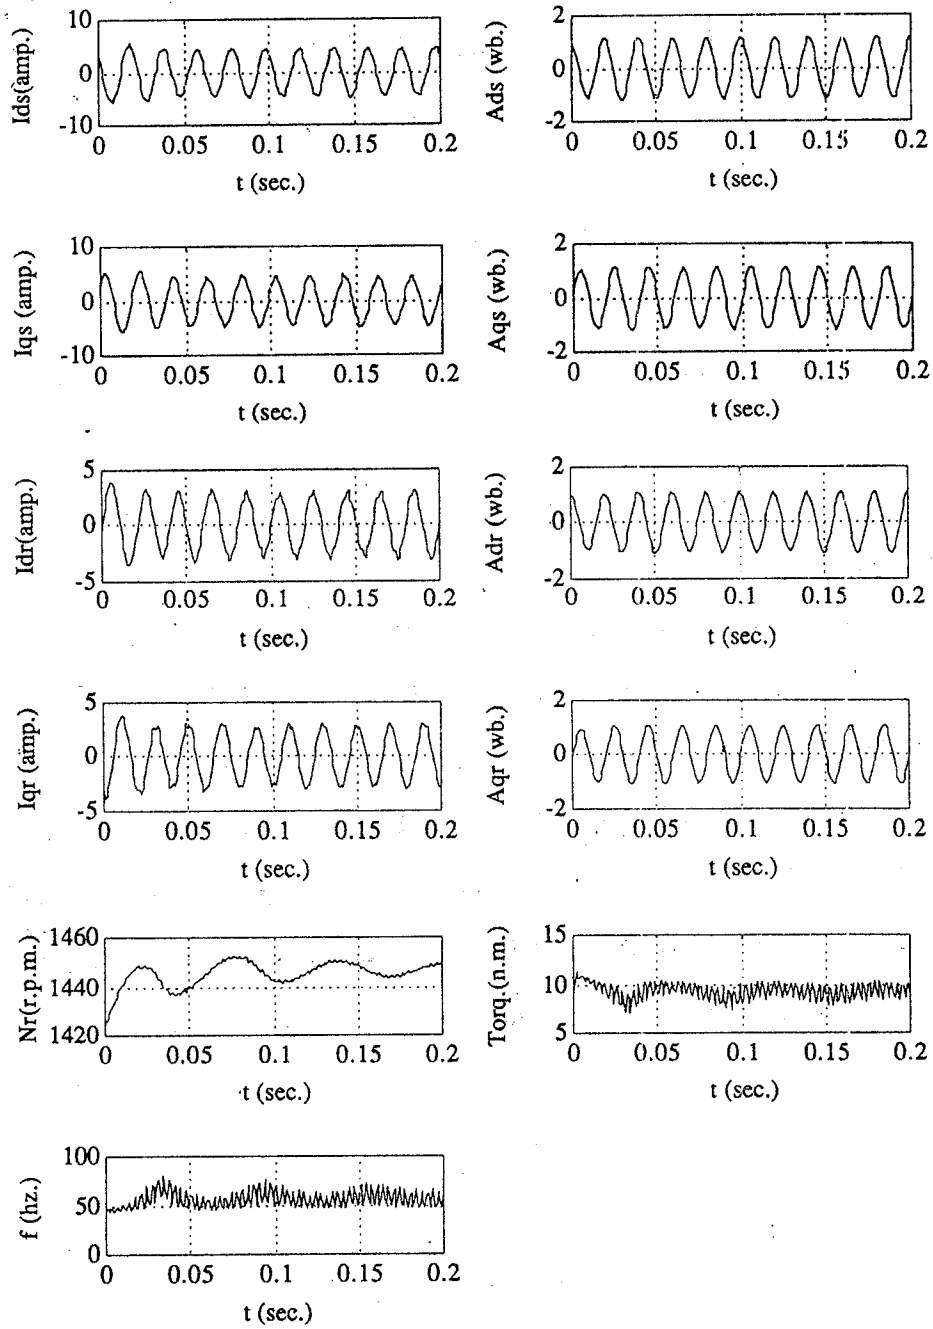 Ids(amp.)
10
0
-10
0 0.05 0.1 0.15 0.2
t (sec.)
Ads (wb.)
2
0
-2
0 0.05 0.1 0.15 0.2
t (sec.)
Iqs (amp.)
10
0
-10
0 0.05 0.1 0.15 0.2
t (sec.)
Aqs (wb.)
2
0
-2
0 0.05 0.1 0.15 0.2
t (sec.)
Idr(amp.)
5
0
-5
0 0.05 0.1 0.15 0.2
t (sec.)
Adr (wb.)
2
0
-2
0 0.05 0.1 0.15 0.2
t (sec.)
Iqr (amp.)
5
0
-5
0 0.05 0.1 0.15 0.2
t (sec.)
Aqr (wb.)
2
0
-2
0 0.05 0.1 0.15 0.2
t (sec.)
Nr(r.p.m.)
1460
1440
1420
0 0.05 0.1 0.15 0.2
t (sec.)
Torq.(n.m.)
15
10
5
0 0.05 0.1 0.15 0.2
t (sec.)
f (hz.)
100
50
0
0 0.05 0.1 0.15 0.2
t (sec.)